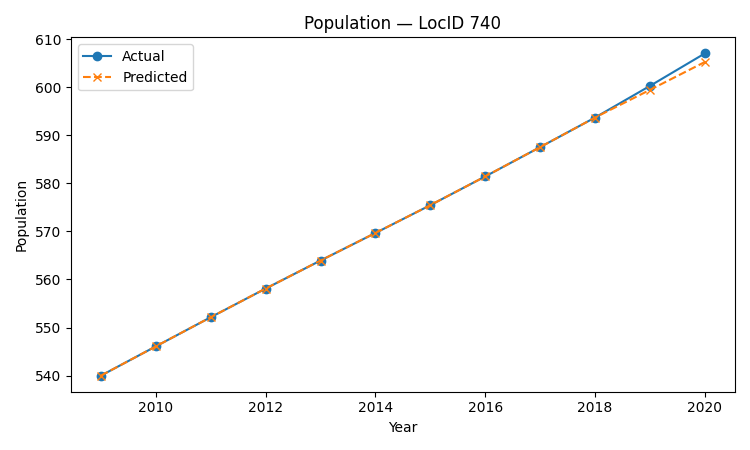 Population — LocID 740
Actual
Predicted
Population
610
600
590
580
570
560
550
540
2010 2012 2014 2016 2018 2020
Year